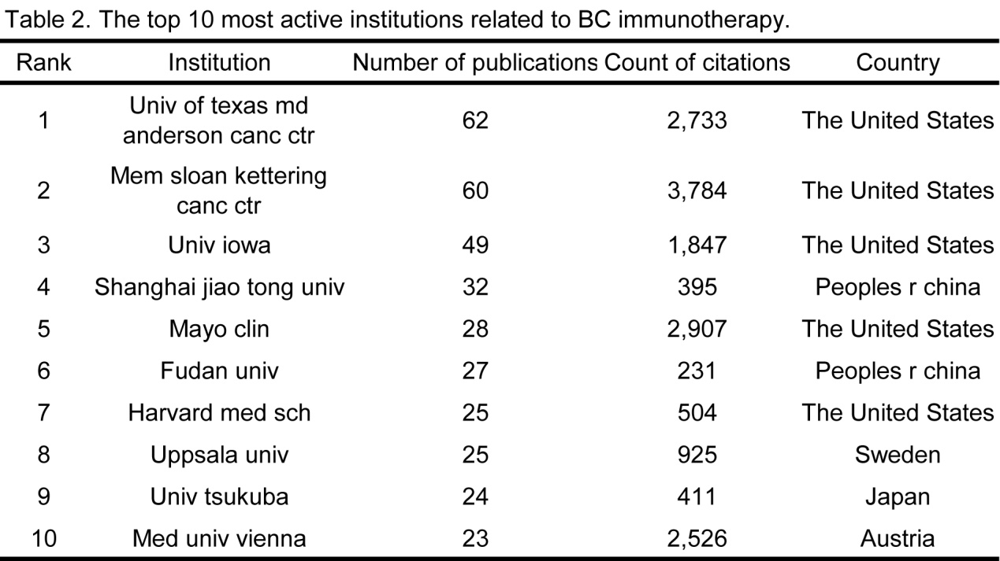 Table 2. The top 10 most active institutions related to BC immunotherapy.
Rank Institution Number of publications Count of citations Country
1 Univ of texas md anderson canc ctr 62 2,733 The United States
2 Mem sloan kettering canc ctr 60 3,784 The United States
3 Univ iowa 49 1,847 The United States
4 Shanghai jiao tong univ 32 395 Peoples r china
5 Mayo clin 28 2,907 The United States
6 Fudan univ 27 231 Peoples r china
7 Harvard med sch 25 504 The United States
8 Uppsala univ 25 925 Sweden
9 Univ tsukuba 24 411 Japan
10 Med univ vienna 23 2,526 Austria